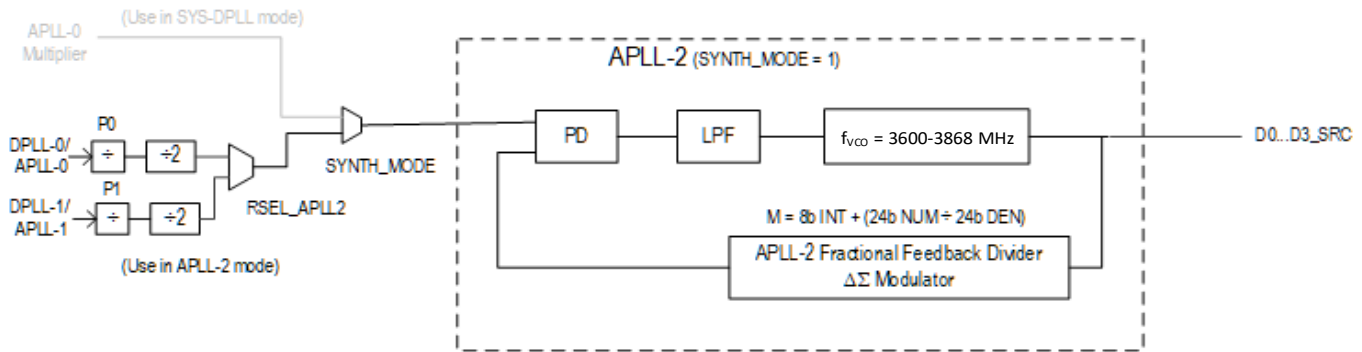 (Use in SYS-DPLL mode)
APLL-0
Multiplier
APLL-2 (SYNTH_MODE = 1)
P0
DPLL-0/
APLL-0
÷
÷2
PD
LPF
fVCO = 3600-3868 MHz
D0...D3_SRC
SYNTH_MODE
P1
RSEL_APLL2
DPLL-1/
APLL-1
÷
÷2
M = 8b INT + (24b NUM ÷ 24b DEN)
APLL-2 Fractional Feedback Divider
ΔΣ Modulator
(Use in APLL-2 mode)